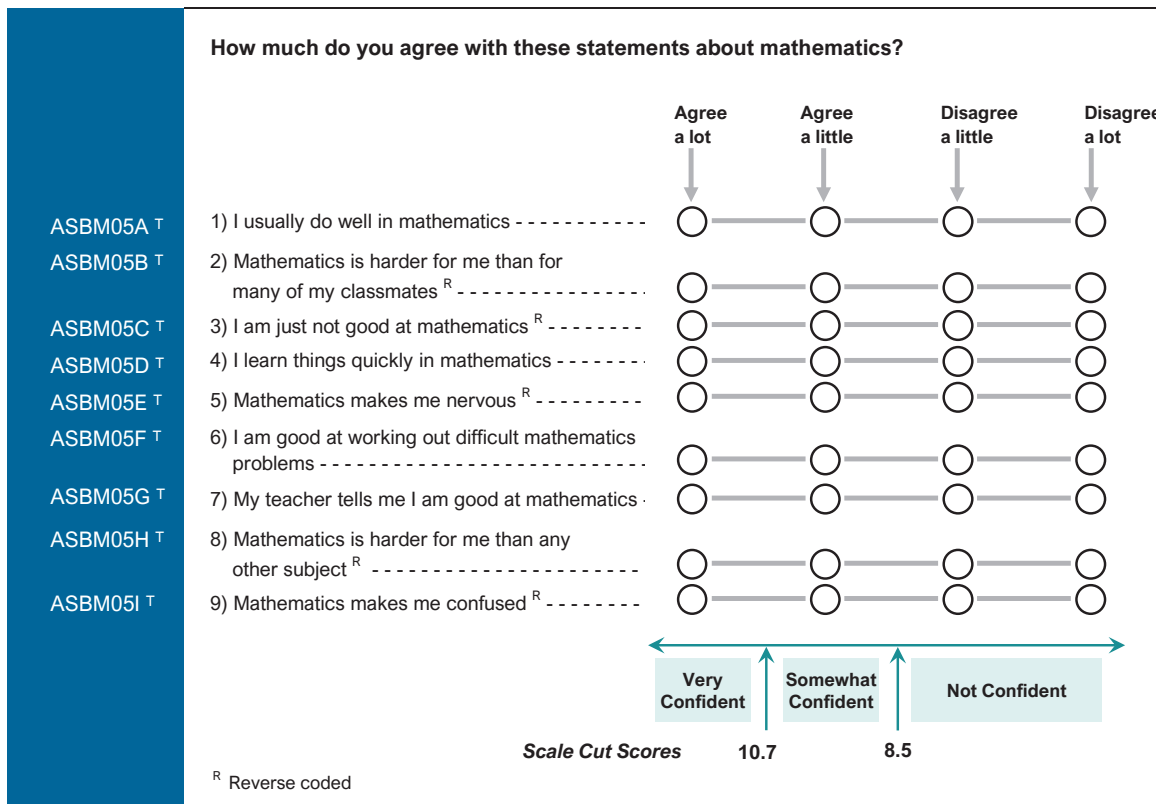 How much do you agree with these statements about mathematics?
Agree a lot
Agree a little
Disagree a little
Disagree a lot
ASBM05A T 1) I usually do well in mathematics - - - - - - - - - - - - -
ASBM05B T 2) Mathematics is harder for me than for
many of my classmates R - - - - - - - - - - - - - - - - - -
ASBM05C T 3) I am just not good at mathematics R - - - - - - - -
ASBM05D T 4) I learn things quickly in mathematics - - - - - - - - -
ASBM05E T 5) Mathematics makes me nervous R - - - - - - - - - -
ASBM05F T 6) I am good at working out difficult mathematics
problems - - - - - - - - - - - - - - - - - - - - - - - - - - - - -
ASBM05G T 7) My teacher tells me I am good at mathematics -
ASBM05H T 8) Mathematics is harder for me than any
other subject R - - - - - - - - - - - - - - - - - - - - - - - -
ASBM05I T 9) Mathematics makes me confused R - - - - - - - -
Very Confident
Somewhat Confident
Not Confident
Scale Cut Scores 10.7 8.5
R Reverse coded